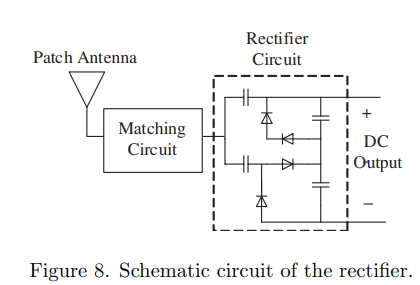 Rectifier
Circuit
Patch Antenna
Matching
Circuit
+
DC
Output
−
Figure 8. Schematic circuit of the rectifier.